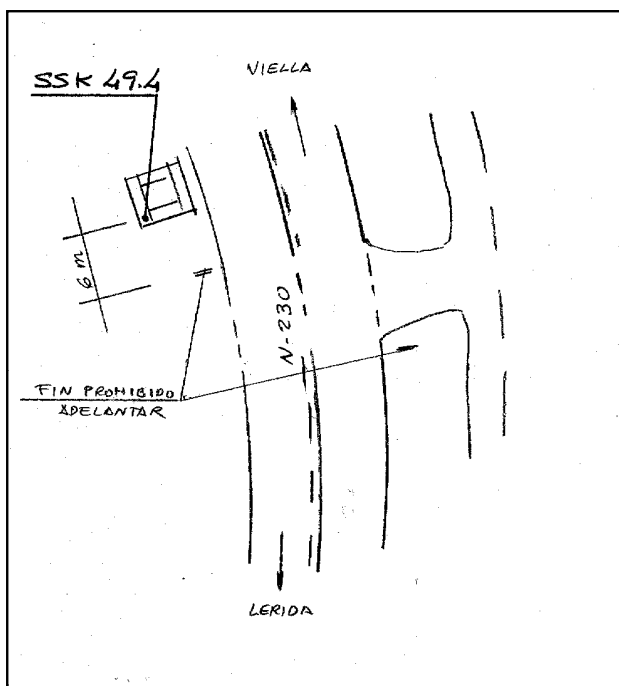 VIELLA
SSK 49.4
6 m
N-230
FIN PROHIBIDO
ADELANTAR
LERIDA